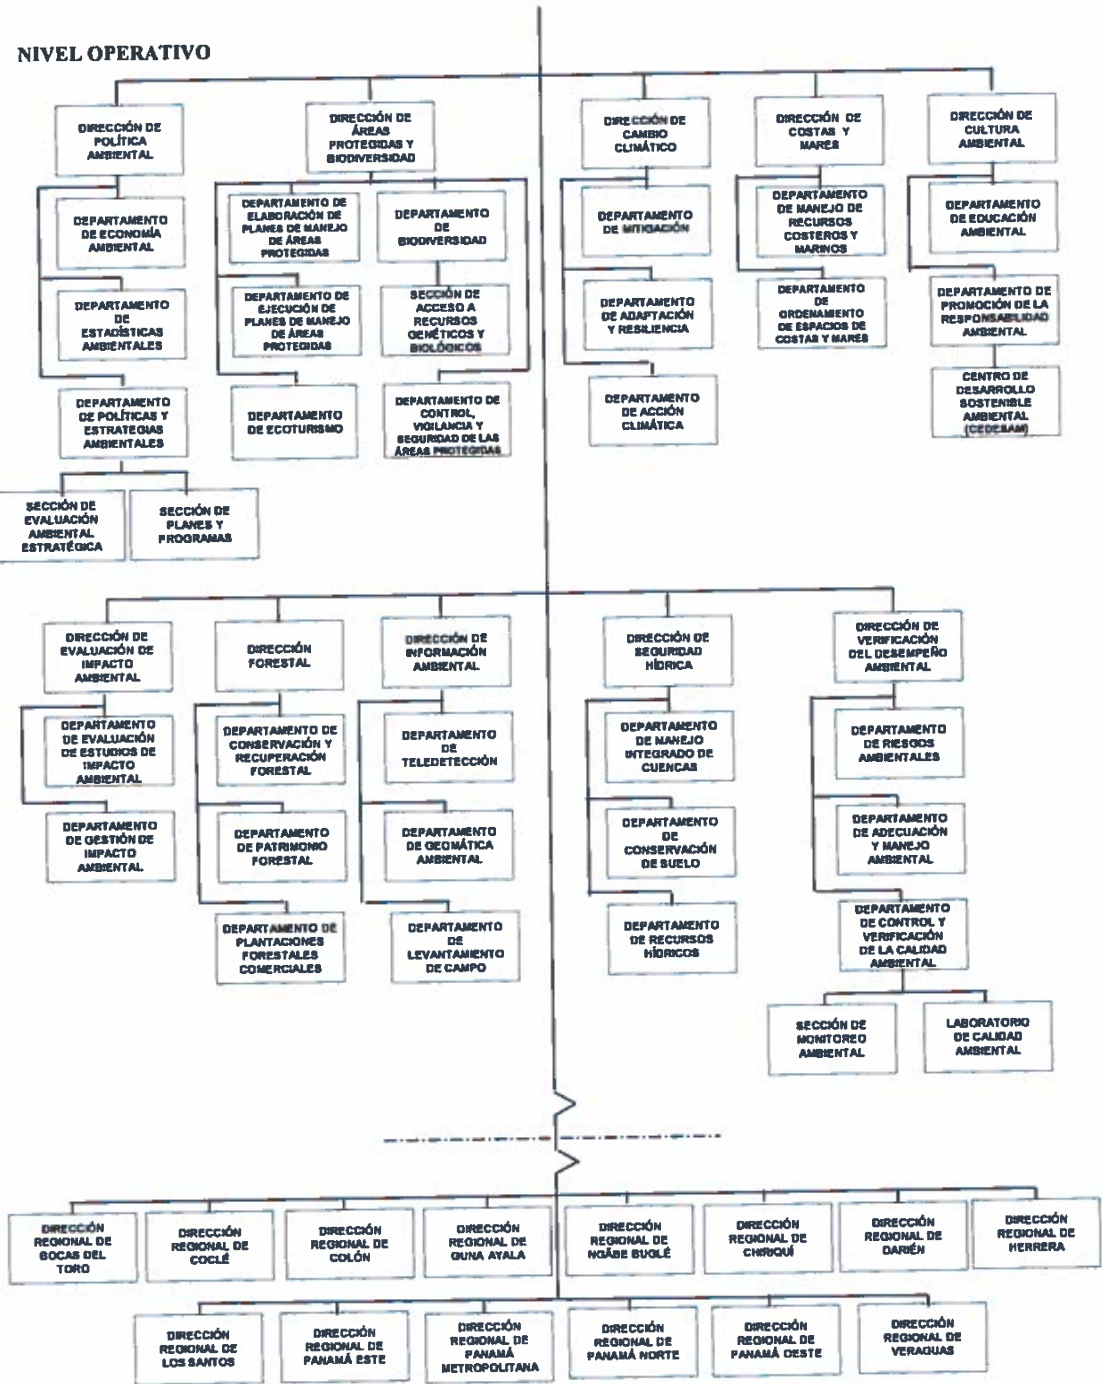 NIVEL OPERATIVO
DIRECCIÓN DE
POLÍTICA
AMBIENTAL
DIRECCIÓN DE
ÁREAS
PROTEGIDAS Y
BIODIVERSIDAD
DIRECCIÓN DE
CAMBIO
CLIMÁTICO
DIRECCIÓN DE
COSTAS Y
MARES
DIRECCIÓN DE
CULTURA
AMBIENTAL
DEPARTAMENTO
DE ECONOMÍA
AMBIENTAL
DEPARTAMENTO DE
ELABORACIÓN DE
PLANES DE MANEJO
DE ÁREAS
PROTEGIDAS
DEPARTAMENTO
DE
BIODIVERSIDAD
DEPARTAMENTO
DE MITIGACIÓN
DEPARTAMENTO
DE MANEJO DE
RECURSOS
COSTEROS Y
MARINOS
DEPARTAMENTO
DE EDUCACIÓN
AMBIENTAL
DEPARTAMENTO
DE
ESTADÍSTICAS
AMBIENTALES
DEPARTAMENTO DE
EJECUCIÓN DE
PLANES DE MANEJO
DE ÁREAS
PROTEGIDAS
SECCIÓN DE
ACCESO A
RECURSOS
GENÉTICOS Y
BIOLÓGICOS
DEPARTAMENTO
DE ADAPTACIÓN
Y RESILIENCIA
DEPARTAMENTO
DE
ORDENAMIENTO
DE ESPACIOS DE
COSTAS Y MARES
DEPARTAMENTO DE
PROMOCIÓN DE LA
RESPONSABILIDAD
AMBIENTAL
DEPARTAMENTO
DE POLÍTICAS Y
ESTRATEGIAS
AMBIENTALES
DEPARTAMENTO
DE ECOTURISMO
DEPARTAMENTO DE
CONTROL,
VIGILANCIA Y
SEGURIDAD DE LAS
ÁREAS PROTEGIDAS
DEPARTAMENTO
DE ACCIÓN
CLIMÁTICA
CENTRO DE
DESARROLLO
SOSTENIBLE
AMBIENTAL
(CEDESAM)
SECCIÓN DE
EVALUACIÓN
AMBIENTAL
ESTRATÉGICA
SECCIÓN DE
PLANES Y
PROGRAMAS
DIRECCIÓN DE
EVALUACIÓN DE
IMPACTO
AMBIENTAL
DIRECCIÓN
FORESTAL
DIRECCIÓN DE
INFORMACIÓN
AMBIENTAL
DIRECCIÓN DE
SEGURIDAD
HÍDRICA
DIRECCIÓN DE
VERIFICACIÓN
DEL DESEMPEÑO
AMBIENTAL
DEPARTAMENTO
DE EVALUACIÓN
DE ESTUDIOS DE
IMPACTO
AMBIENTAL
DEPARTAMENTO DE
CONSERVACIÓN Y
RECUPERACIÓN
FORESTAL
DEPARTAMENTO
DE
TELEDETECCIÓN
DEPARTAMENTO
DE MANEJO
INTEGRADO DE
CUENCAS
DEPARTAMENTO
DE RIESGOS
AMBIENTALES
DEPARTAMENTO
DE GESTIÓN DE
IMPACTO
AMBIENTAL
DEPARTAMENTO
DE PATRIMONIO
FORESTAL
DEPARTAMENTO
DE GEOMÁTICA
AMBIENTAL
DEPARTAMENTO
DE
CONSERVACIÓN
DE SUELO
DEPARTAMENTO
DE ADECUACIÓN
Y MANEJO
AMBIENTAL
DEPARTAMENTO DE
PLANTACIONES
FORESTALES
COMERCIALES
DEPARTAMENTO
DE
LEVANTAMIENTO
DE CAMPO
DEPARTAMENTO
DE RECURSOS
HÍDRICOS
DEPARTAMENTO
DE CONTROL Y
VERIFICACIÓN
DE LA CALIDAD
AMBIENTAL
SECCIÓN DE
MONITOREO
AMBIENTAL
LABORATORIO
DE CALIDAD
AMBIENTAL
DIRECCIÓN
REGIONAL DE
BOCAS DEL
TORO
DIRECCIÓN
REGIONAL DE
COCLÉ
DIRECCIÓN
REGIONAL DE
COLÓN
DIRECCIÓN
REGIONAL DE
GUNA AYALA
DIRECCIÓN
REGIONAL DE
NGÄBE BUGLÉ
DIRECCIÓN
REGIONAL DE
CHIRIQUÍ
DIRECCIÓN
REGIONAL DE
DARIÉN
DIRECCIÓN
REGIONAL DE
HERRERA
DIRECCIÓN
REGIONAL DE
LOS SANTOS
DIRECCIÓN
REGIONAL DE
PANAMÁ ESTE
DIRECCIÓN
REGIONAL DE
PANAMÁ
METROPOLITANA
DIRECCIÓN
REGIONAL DE
PANAMÁ NORTE
DIRECCIÓN
REGIONAL DE
PANAMÁ OESTE
DIRECCIÓN
REGIONAL DE
VERAGUAS